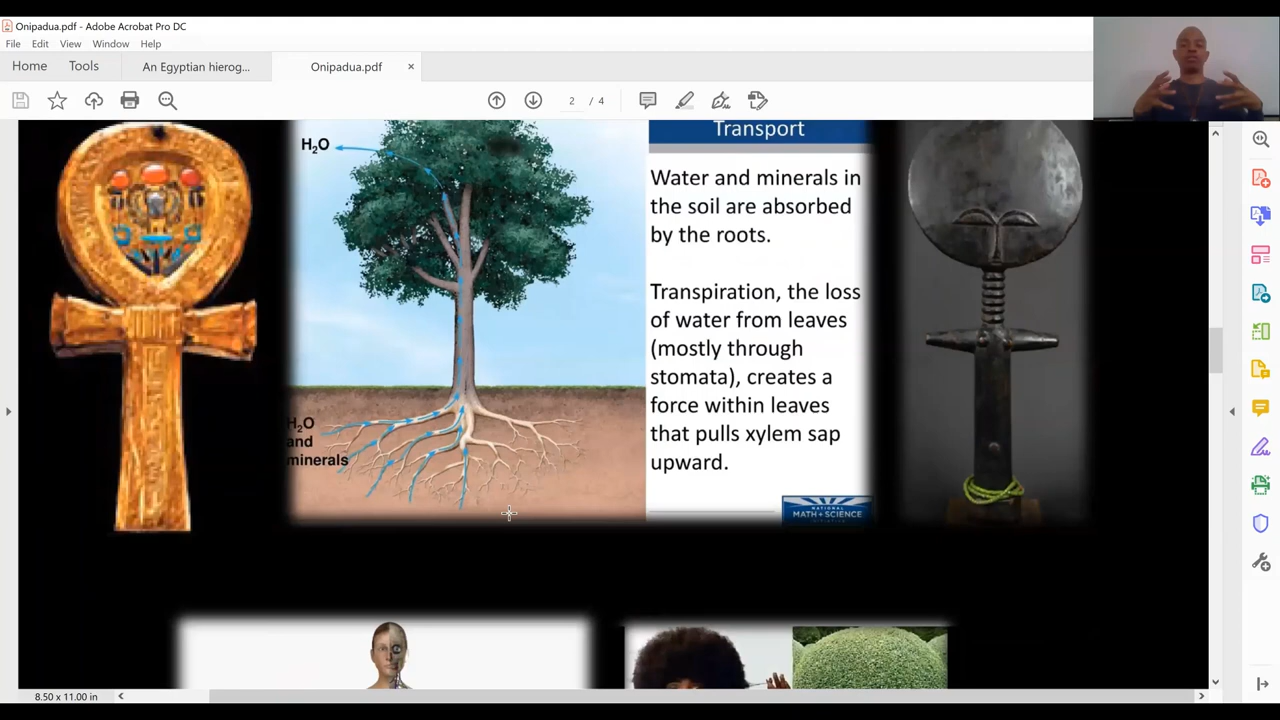 Onipadua.pdf - Adobe Acrobat Pro DC
File Edit View Window Help
Home Tools An Egyptian hierog... Onipadua.pdf ×
2 / 4
H2O
Transport
Water and minerals in
the soil are absorbed
by the roots.
Transpiration, the loss
of water from leaves
(mostly through
stomata), creates a
force within leaves
that pulls xylem sap
upward.
H2O
and
minerals
NATIONAL
MATH + SCIENCE
8.50 x 11.00 in